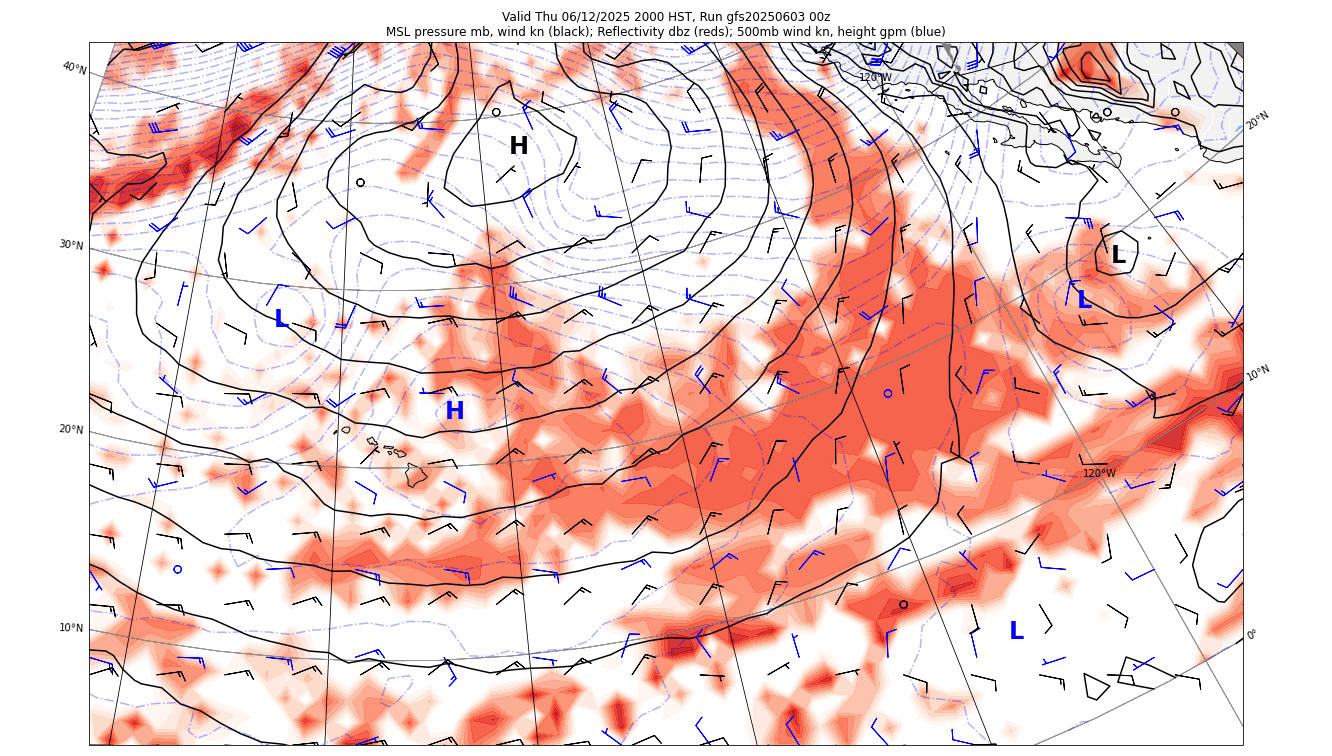 Valid Thu 06/12/2025 2000 HST, Run gfs20250603 00z
MSL pressure mb, wind kn (black); Reflectivity dbz (reds); 500mb wind kn, height gpm (blue)
40°N
120°W
20°N
H
30°N
L
L
L
10°N
H
20°N
120°W
10°N
L
0°